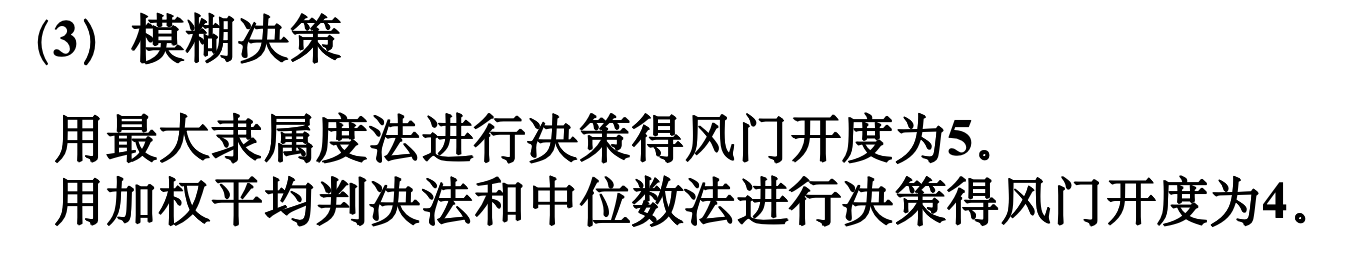 （3）模糊决策
用最大隶属度法进行决策得风门开度为5。
用加权平均判决法和中位数法进行决策得风门开度为4。